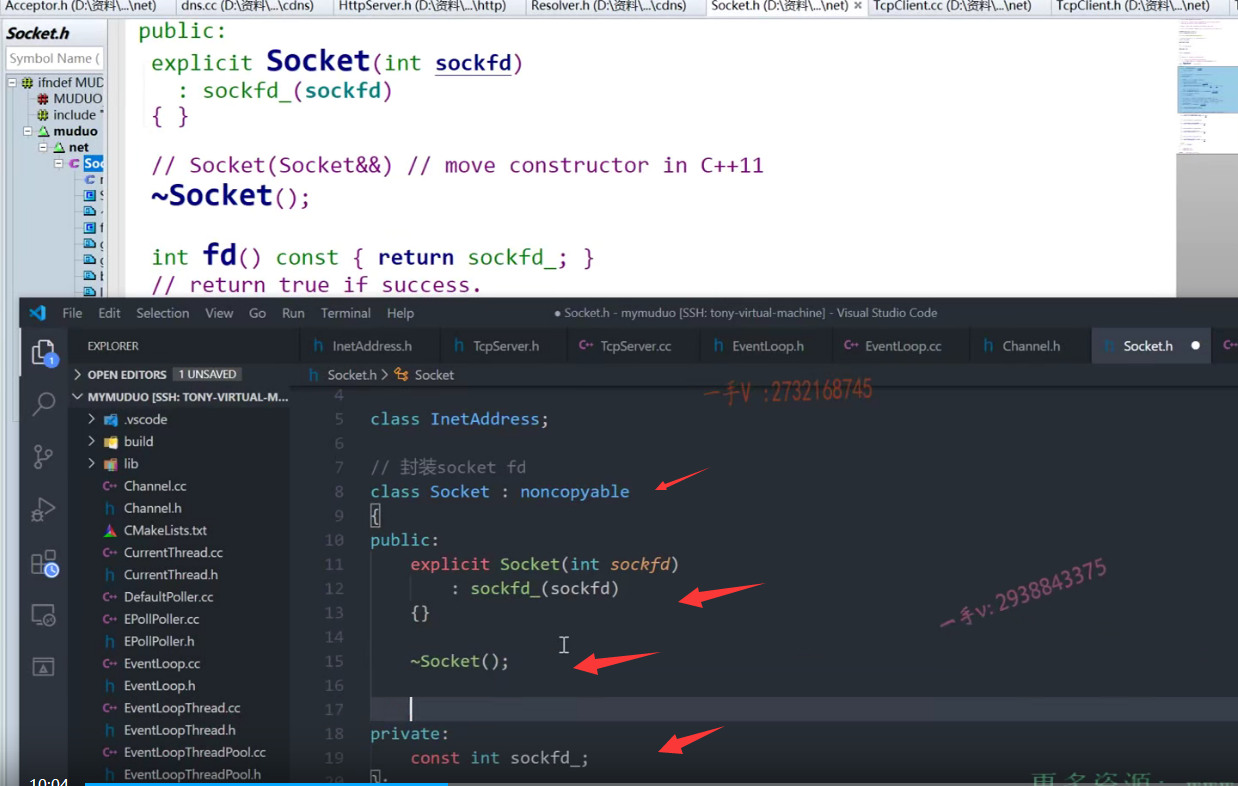 Acceptor.h (D:\资料\...\net) dns.cc (D:\资料\...\cdns) HttpServer.h (D:\资料\...\http) Resolver.h (D:\资料\...\cdns) Socket.h (D:\资料\...\net) × TcpClient.cc (D:\资料\...\net) TcpClient.h (D:\资料\...\net)
Socket.h
Symbol Name (
ifndef MUD
MUDUO
include "
muduo
net
Soc
public:
explicit Socket(int sockfd)
: sockfd_(sockfd)
{ }
// Socket(Socket&&) // move constructor in C++11
~Socket();
int fd() const { return sockfd_; }
// return true if success.
File Edit Selection View Go Run Terminal Help
● Socket.h - mymuduo [SSH: tony-virtual-machine] - Visual Studio Code
EXPLORER
InetAddress.h TcpServer.h TcpServer.cc EventLoop.h EventLoop.cc Channel.h Socket.h ●
OPEN EDITORS 1 UNSAVED
Socket.h > Socket
MYMUDUO [SSH: TONY-VIRTUAL-M...
.vscode
build
lib
Channel.cc
Channel.h
CMakeLists.txt
CurrentThread.cc
CurrentThread.h
DefaultPoller.cc
EPollPoller.cc
EPollPoller.h
EventLoop.cc
EventLoop.h
EventLoopThread.cc
EventLoopThread.h
EventLoopThreadPool.cc
EventLoopThreadPool.h
4
5 class InetAddress;
6
7 // 封装socket fd
8 class Socket : noncopyable
9 {
10 public:
11 explicit Socket(int sockfd)
12 : sockfd_(sockfd)
13 {}
14
15 ~Socket();
16
17
18 private:
19 const int sockfd_;
20 };
一手V :2732168745
一手v: 2938843375
10:04
更多资源: